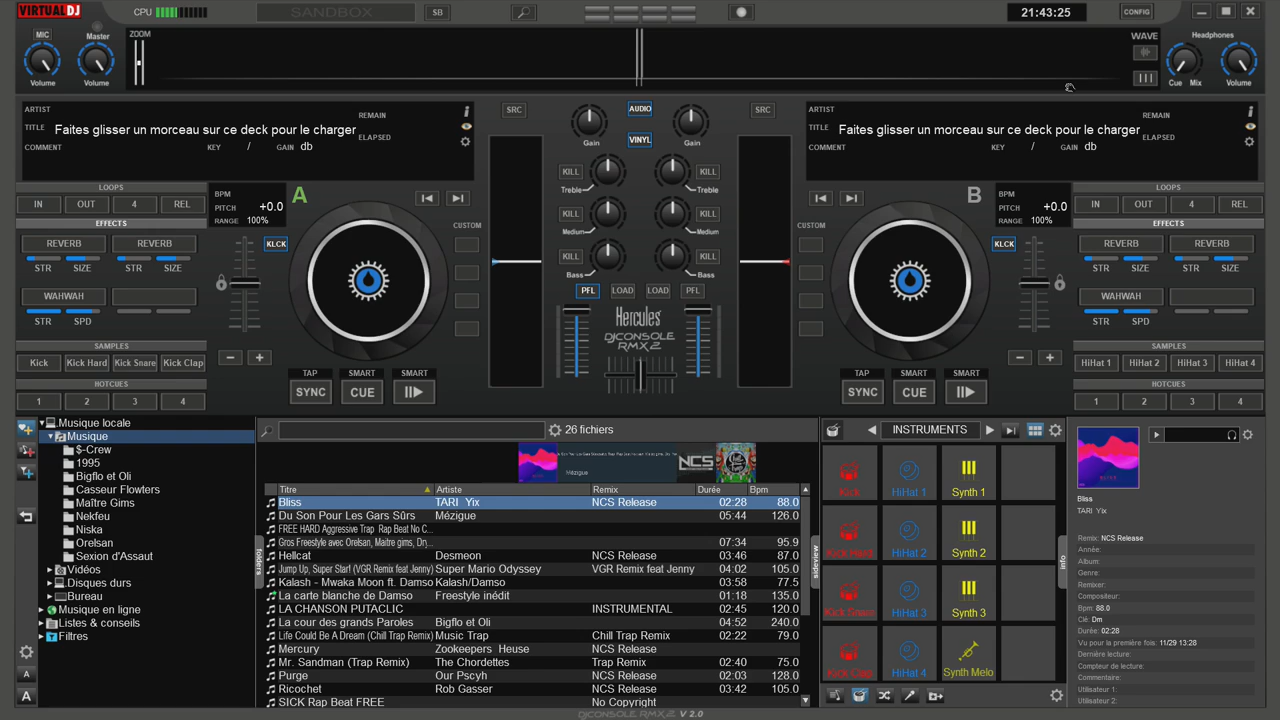 VIRTUAL DJ
CPU
SANDBOX
SB
21:43:25
CONFIG
MIC
Master
ZOOM
Volume
Volume
WAVE
Headphones
Cue Mix
Volume
ARTIST
REMAIN
TITLE Faites glisser un morceau sur ce deck pour le charger
ELAPSED
COMMENT KEY / GAIN db
SRC
AUDIO
VINYL
Gain
Gain
SRC
ARTIST
REMAIN
TITLE Faites glisser un morceau sur ce deck pour le charger
ELAPSED
COMMENT KEY / GAIN db
LOOPS
IN OUT 4 REL
EFFECTS
REVERB REVERB
STR SIZE STR SIZE
WAHWAH
STR SPD
SAMPLES
Kick Kick Hard Kick Snare Kick Clap
HOTCUES
1 2 3 4
BPM
PITCH +0.0
RANGE 100%
A
KLCK
CUSTOM
TAP SMART SMART
SYNC CUE
KILL KILL
Treble Treble
KILL KILL
Medium Medium
KILL KILL
Bass Bass
PFL LOAD LOAD PFL
Hercules
DJCONSOLE
RMX2
CUSTOM
B
BPM
PITCH +0.0
RANGE 100%
KLCK
TAP SMART SMART
SYNC CUE
LOOPS
IN OUT 4 REL
EFFECTS
REVERB REVERB
STR SIZE STR SIZE
WAHWAH
STR SPD
SAMPLES
HiHat 1 HiHat 2 HiHat 3 HiHat 4
HOTCUES
1 2 3 4
Musique locale
Musique
$-Crew
1995
Bigflo et Oli
Casseur Flowters
Maître Gims
Nekfeu
Niska
Orelsan
Sexion d'Assaut
Vidéos
Disques durs
Bureau
Musique en ligne
Listes & conseils
Filtres
A
A
folders
26 fichiers
Mézigue
NCS
Titre Artiste Remix Durée Bpm
Bliss TARI Yix NCS Release 02:28 88.0
Du Son Pour Les Gars Sûrs Mézigue 05:44 126.0
FREE HARD Aggressive Trap Rap Beat No C...
Gros Freestyle avec Orelsan, Maitre gims, Dn... 07:34 95.9
Hellcat Desmeon NCS Release 03:46 87.0
Jump Up, Super Star! (VGR Remix feat Jenny) Super Mario Odyssey VGR Remix feat Jenny 04:02 105.0
Kalash - Mwaka Moon ft. Damso Kalash/Damso 03:58 77.5
La carte blanche de Damso Freestyle inédit 01:18 135.0
LA CHANSON PUTACLIC INSTRUMENTAL 02:45 120.0
La cour des grands Paroles Bigflo et Oli 04:52 240.0
Life Could Be A Dream (Chill Trap Remix) Music Trap Chill Trap Remix 02:22 79.0
Mercury Zookeepers House NCS Release
Mr. Sandman (Trap Remix) The Chordettes Trap Remix 02:40 75.0
Purge Our Pscyh NCS Release 02:03 128.0
Ricochet Rob Gasser NCS Release 03:42 105.0
SICK Rap Beat FREE No Copyright
sideview
INSTRUMENTS
Kick HiHat 1 Synth 1
Kick Hard HiHat 2 Synth 2
Kick Snare HiHat 3 Synth 3
Kick Clap HiHat 4 Synth Melo
info
Bliss
TARI Yix
Remix: NCS Release
Année:
Album:
Genre:
Remixer:
Compositeur:
Bpm: 88.0
Clé: Dm
Durée: 02:28
Vu pour la première fois: 11/29 13:28
Dernière lecture:
Compteur de lecture:
Commentaire:
Utilisateur 1:
Utilisateur 2:
DJCONSOLE RMX2 V 2.0